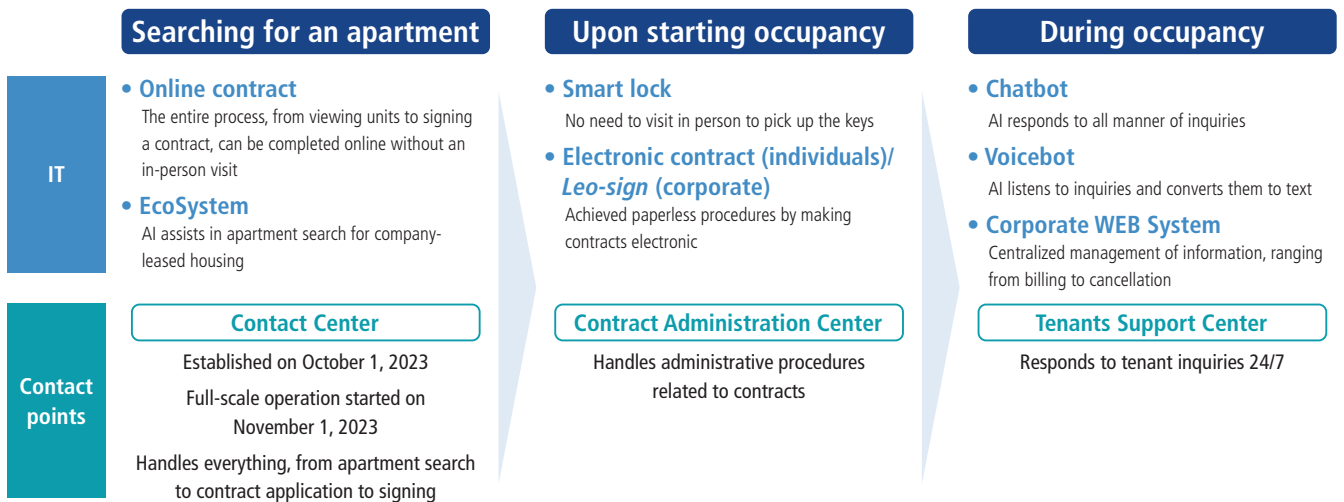 Searching for an apartment
Upon starting occupancy
During occupancy
IT
• Online contract
The entire process, from viewing units to signing
a contract, can be completed online without an
in-person visit
• EcoSystem
AI assists in apartment search for company-
leased housing
• Smart lock
No need to visit in person to pick up the keys
• Electronic contract (individuals)/
Leo-sign (corporate)
Achieved paperless procedures by making
contracts electronic
• Chatbot
AI responds to all manner of inquiries
• Voicebot
AI listens to inquiries and converts them to text
• Corporate WEB System
Centralized management of information, ranging
from billing to cancellation
Contact
points
Contact Center
Established on October 1, 2023
Full-scale operation started on
November 1, 2023
Handles everything, from apartment search
to contract application to signing
Contract Administration Center
Handles administrative procedures
related to contracts
Tenants Support Center
Responds to tenant inquiries 24/7